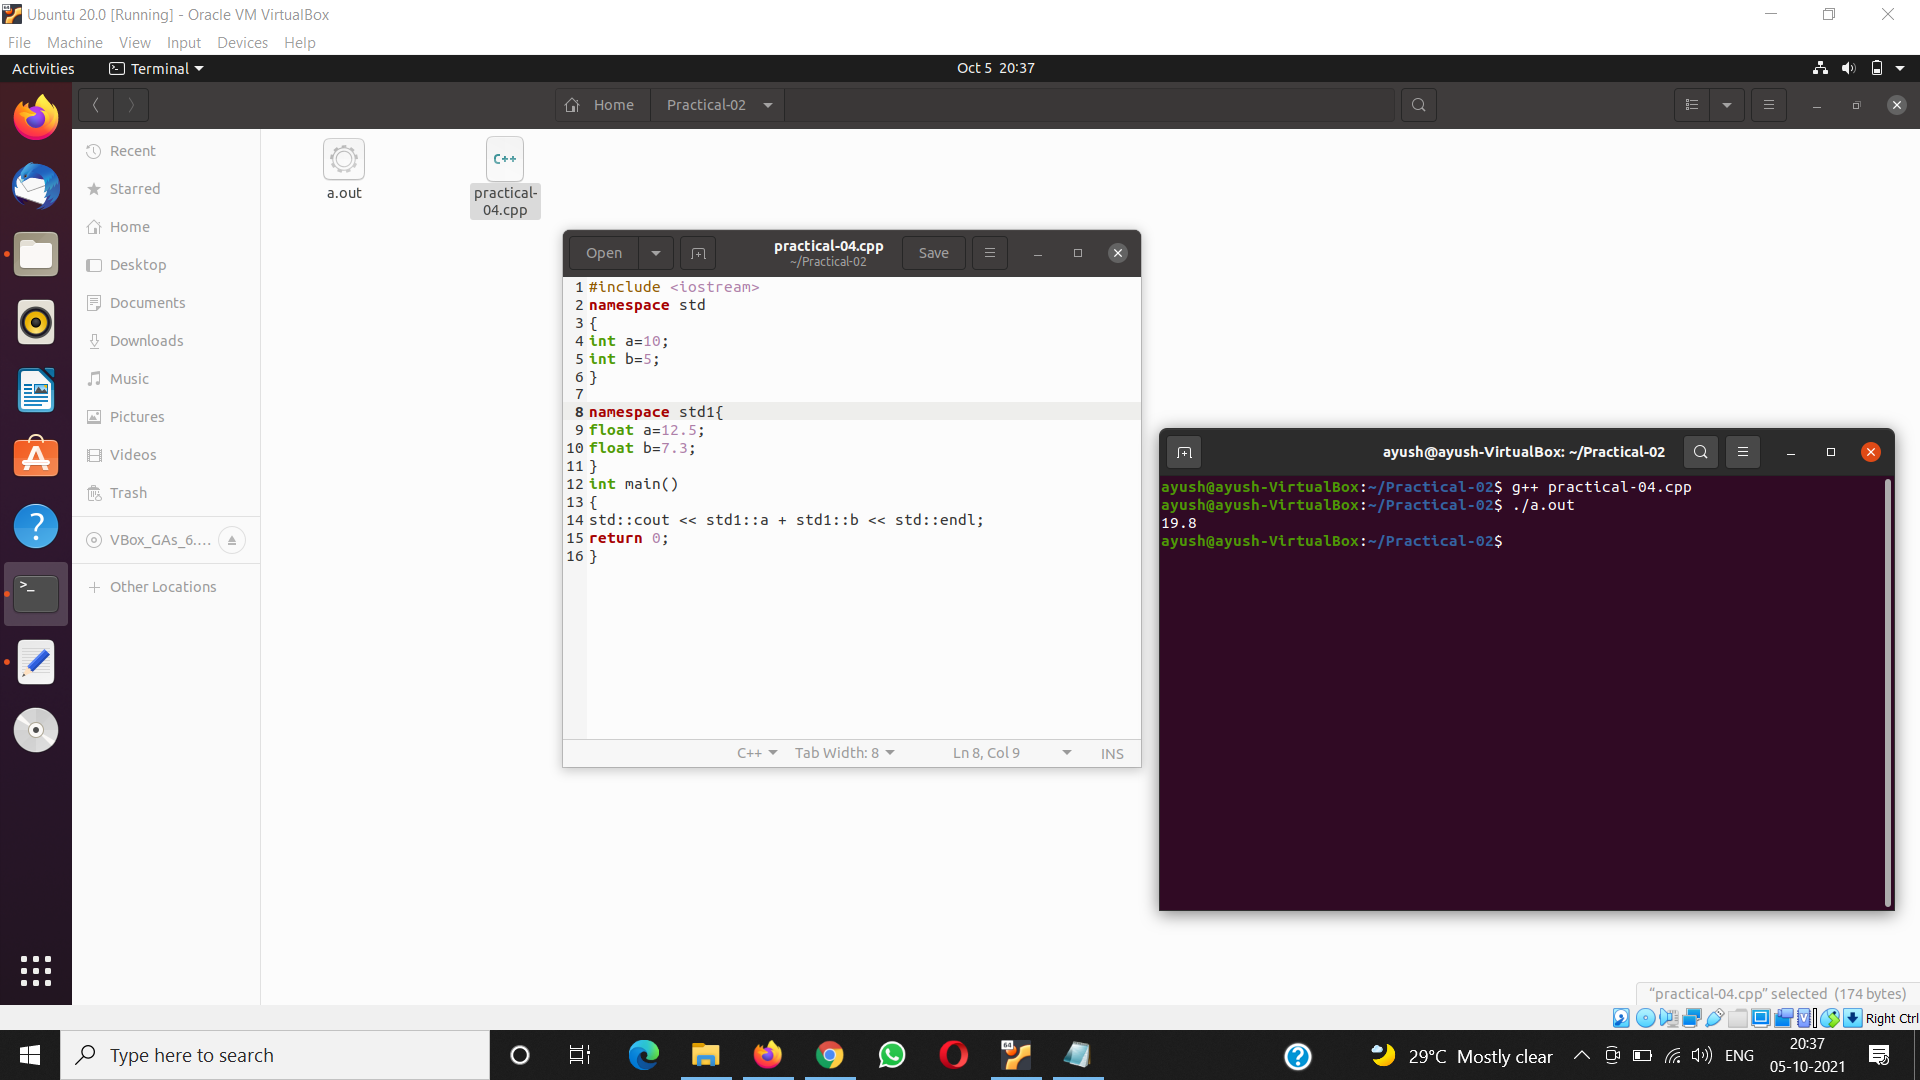 Ubuntu 20.0 [Running] - Oracle VM VirtualBox
File Machine View Input Devices Help
Activities Terminal Oct 5 20:37
Home Practical-02
Recent
Starred
Home
Desktop
Documents
Downloads
Music
Pictures
Videos
Trash
VBox_GAs_6....
Other Locations
a.out
C++
practical-
04.cpp
Open practical-04.cpp Save
~/Practical-02
1 #include <iostream>
2 namespace std
3 {
4 int a=10;
5 int b=5;
6 }
7
8 namespace std1{
9 float a=12.5;
10 float b=7.3;
11 }
12 int main()
13 {
14 std::cout << std1::a + std1::b << std::endl;
15 return 0;
16 }
C++ Tab Width: 8 Ln 8, Col 9 INS
ayush@ayush-VirtualBox: ~/Practical-02
ayush@ayush-VirtualBox:~/Practical-02$ g++ practical-04.cpp
ayush@ayush-VirtualBox:~/Practical-02$ ./a.out
19.8
ayush@ayush-VirtualBox:~/Practical-02$
"practical-04.cpp" selected (174 bytes)
Right Ctrl
Type here to search
64
29°C Mostly clear
ENG
20:37
05-10-2021